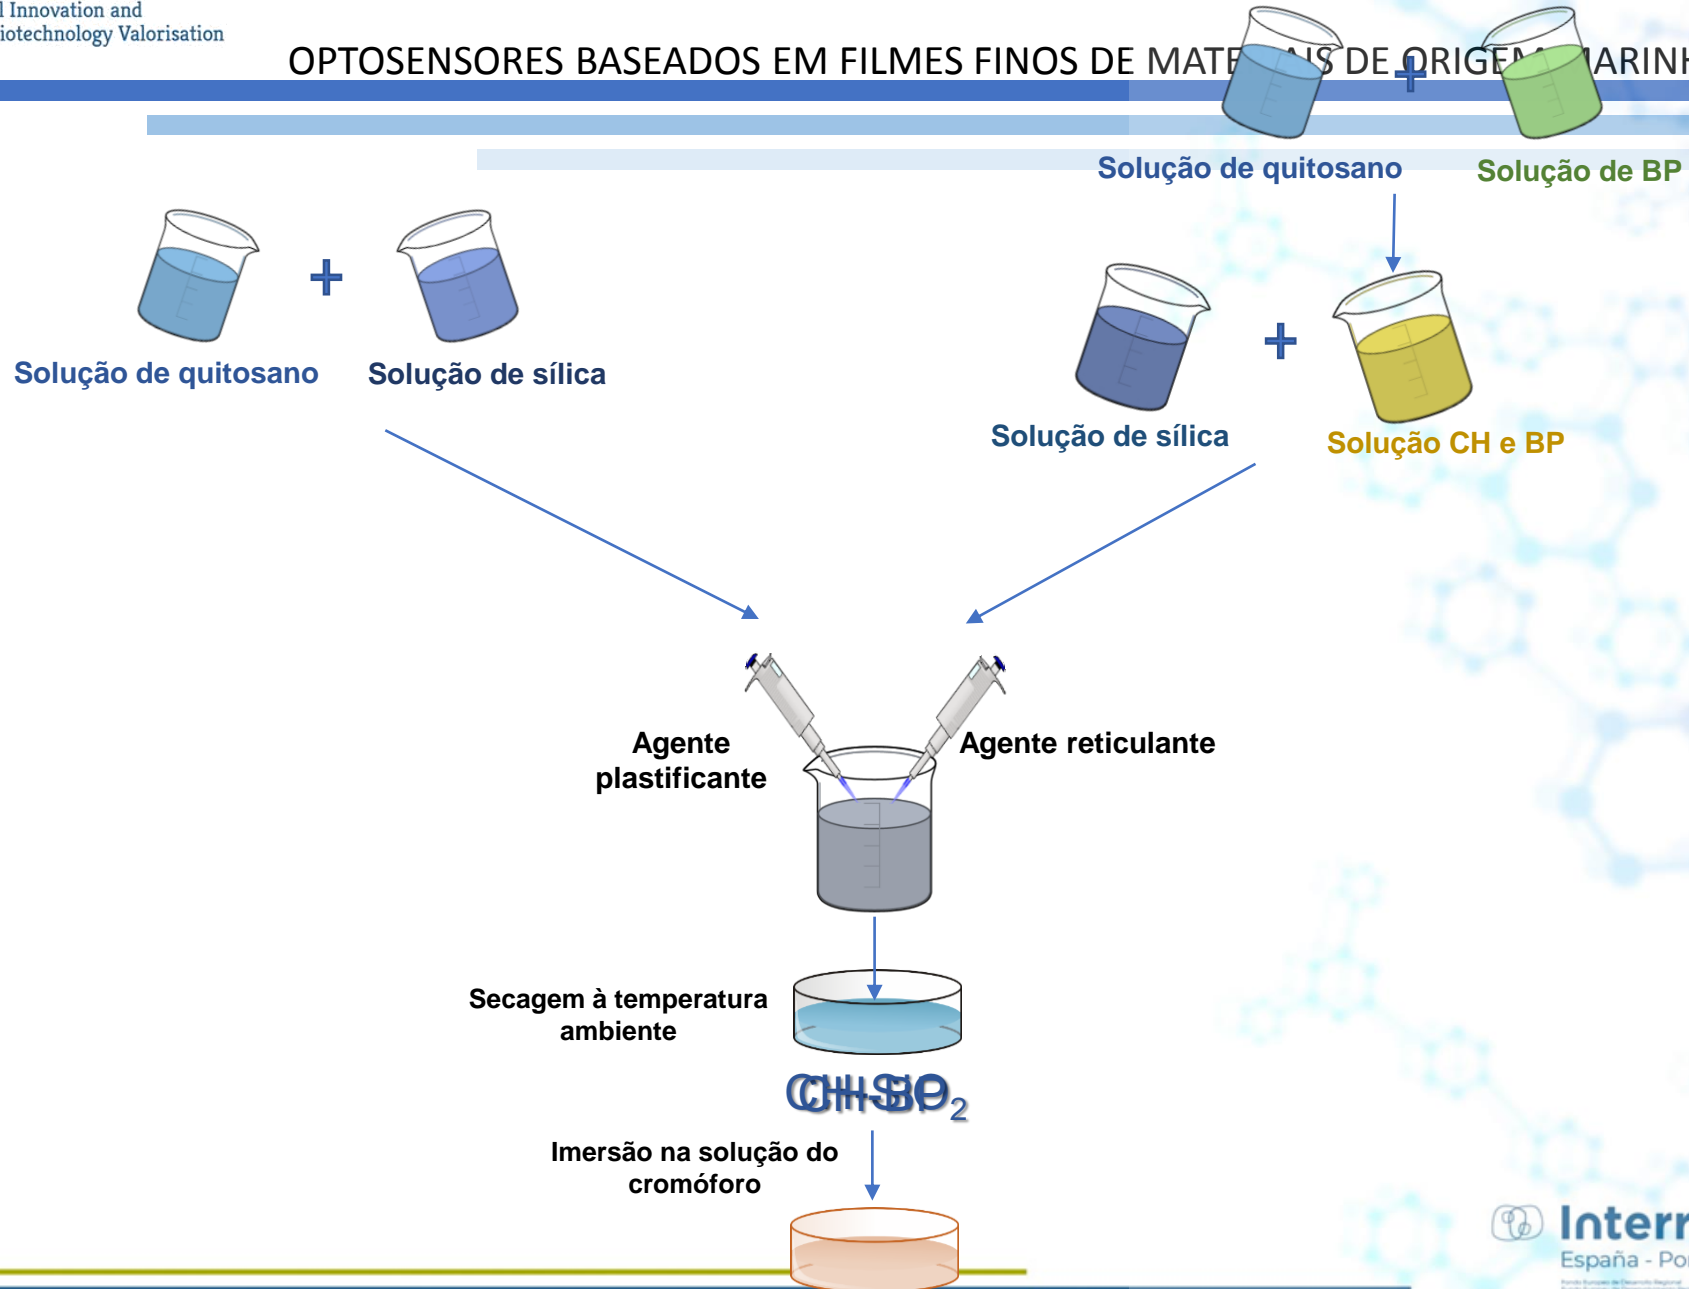 l Innovation and
iotechnology Valorisation
OPTOSENSORES BASEADOS EM FILMES FINOS DE MATE IS DE ORIGEM ARINH
Solução de quitosano
Solução de BP
Solução de quitosano
Solução de sílica
Solução de sílica
Solução CH e BP
Agente
plastificante
Agente reticulante
Secagem à temperatura
ambiente
Imersão na solução do
cromóforo
Interr
España - Por